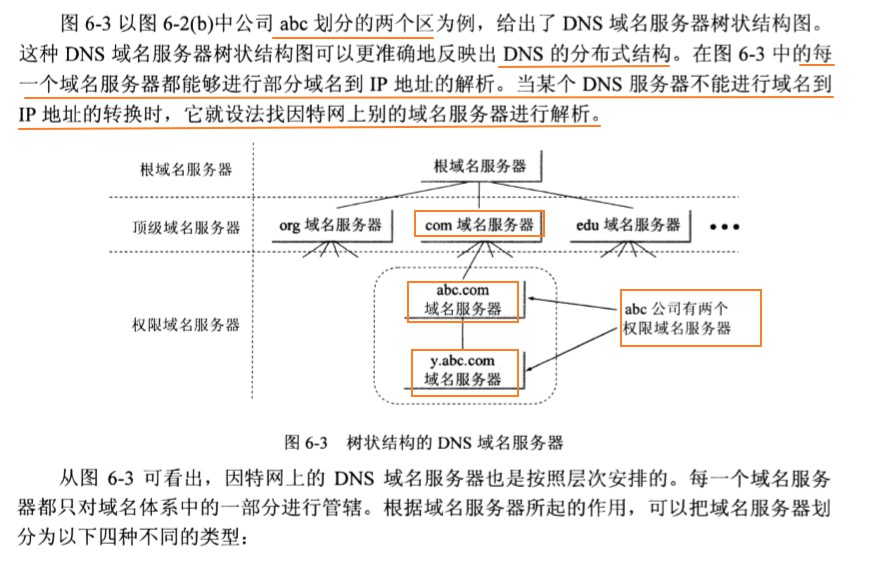 图 6-3 以图 6-2(b)中公司 abc 划分的两个区为例，给出了 DNS 域名服务器树状结构图。
这种 DNS 域名服务器树状结构图可以更准确地反映出 DNS 的分布式结构。在图 6-3 中的每
一个域名服务器都能够进行部分域名到 IP 地址的解析。当某个 DNS 服务器不能进行域名到
IP 地址的转换时，它就设法找因特网上别的域名服务器进行解析。
根域名服务器
根域名服务器
顶级域名服务器
org 域名服务器
com 域名服务器
edu 域名服务器
•••
权限域名服务器
abc.com
域名服务器
abc 公司有两个
权限域名服务器
y.abc.com
域名服务器
图 6-3 树状结构的 DNS 域名服务器
从图 6-3 可看出，因特网上的 DNS 域名服务器也是按照层次安排的。每一个域名服务
器都只对域名体系中的一部分进行管辖。根据域名服务器所起的作用，可以把域名服务器划
分为以下四种不同的类型：